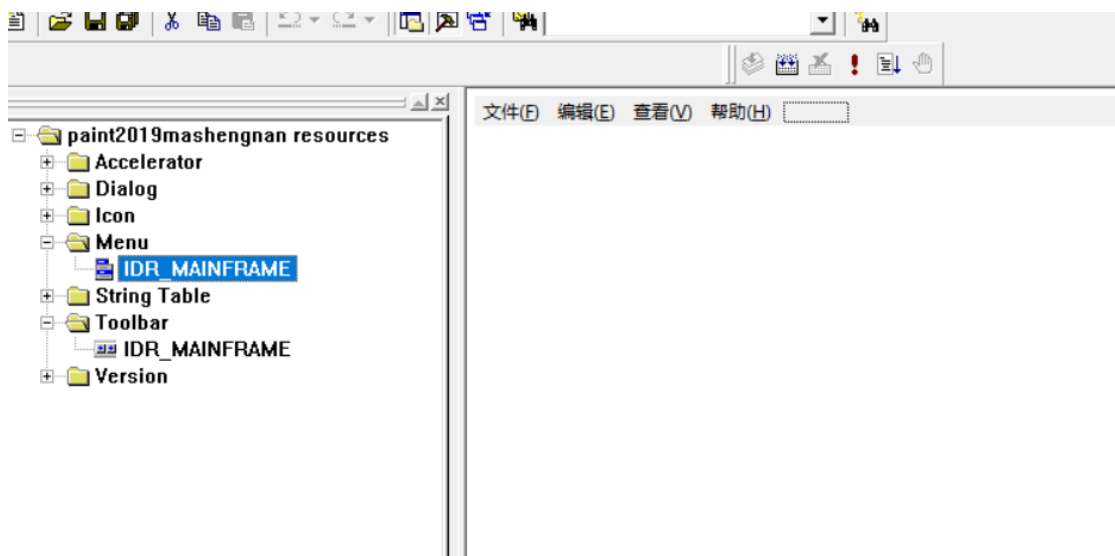 文件(F) 编辑(E) 查看(V) 帮助(H)
paint2019mashengnan resources
Accelerator
Dialog
Icon
Menu
IDR_MAINFRAME
String Table
Toolbar
IDR_MAINFRAME
Version